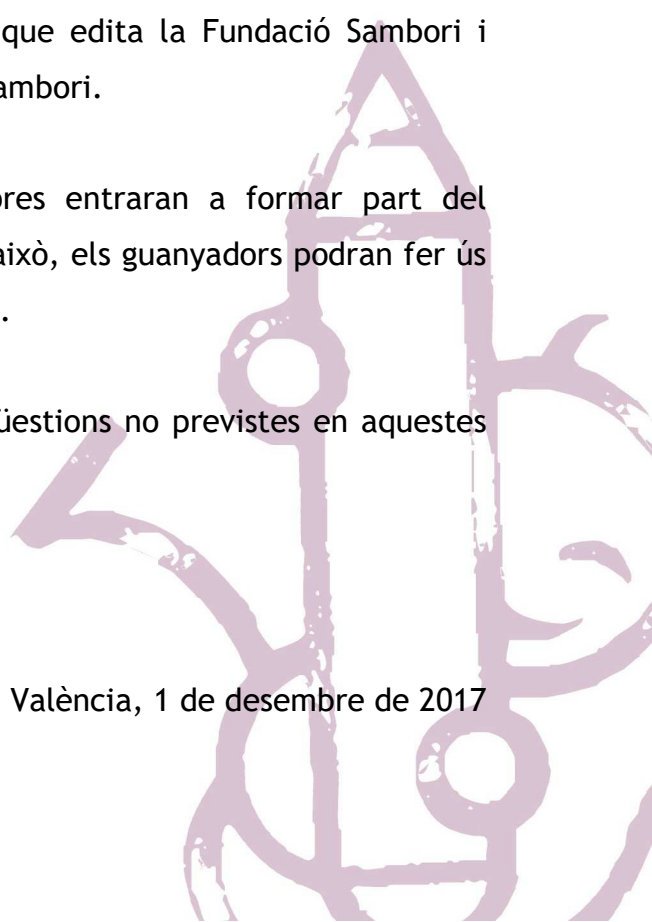 que edita la Fundació Sambori i
ambori.
res entraran a formar part del
això, els guanyadors podran fer ús
.
üestions no previstes en aquestes
València, 1 de desembre de 2017